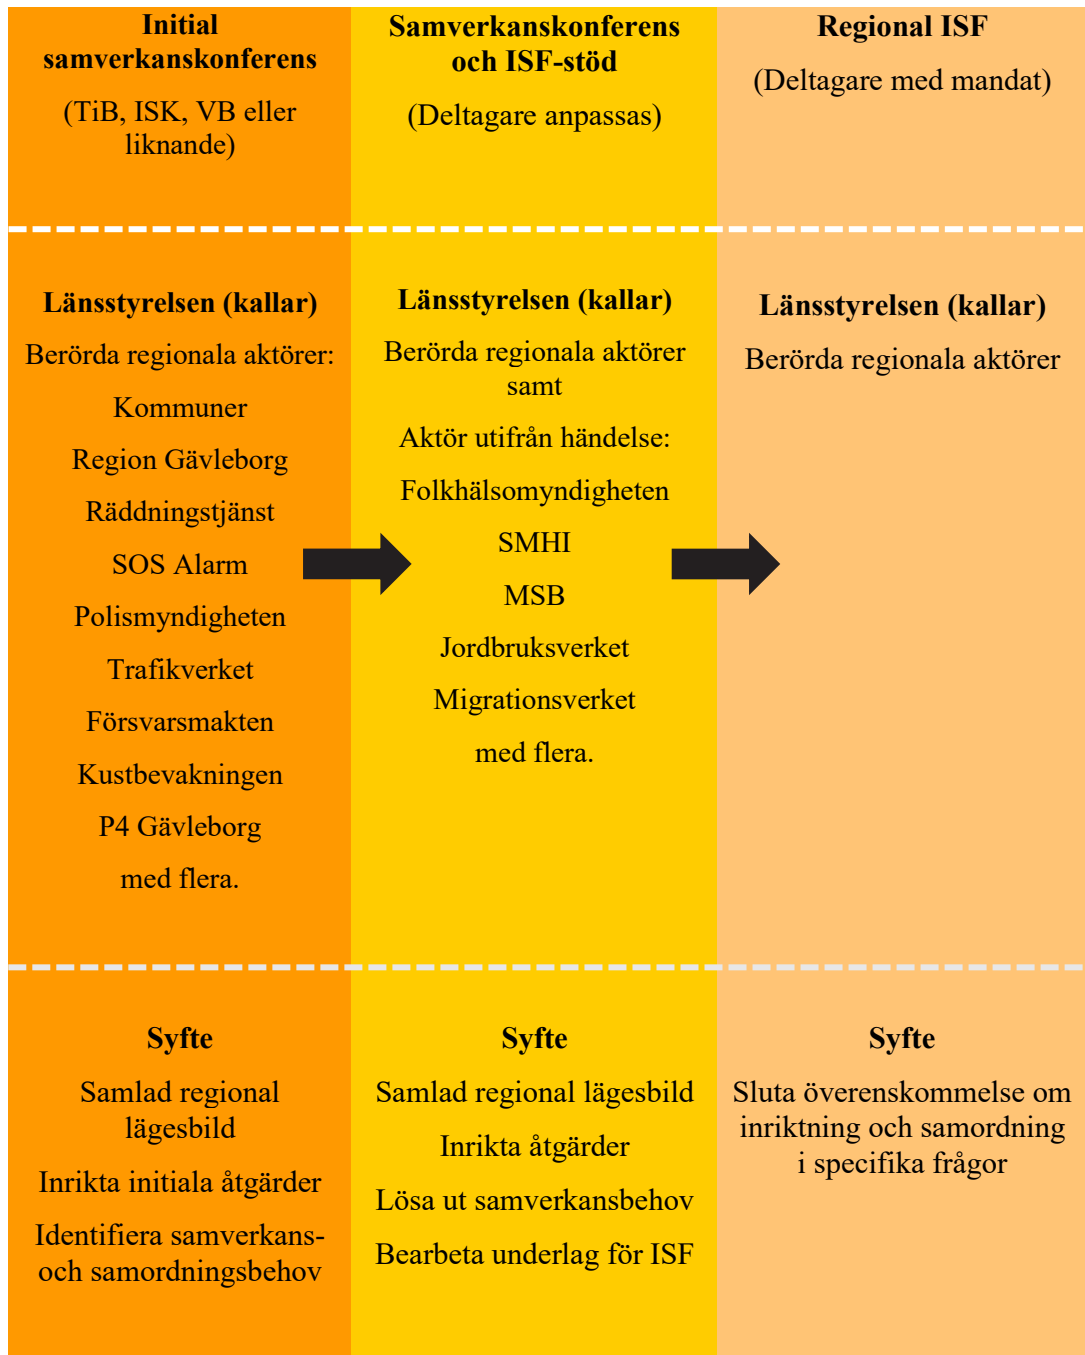 Initial
samverkanskonferens
(TiB, ISK, VB eller
liknande)
Länsstyrelsen (kallar)
Berörda regionala aktörer:
Kommuner
Region Gävleborg
Räddningstjänst
SOS Alarm
Polismyndigheten
Trafikverket
Försvarsmakten
Kustbevakningen
P4 Gävleborg
med flera.
Syfte
Samlad regional
lägesbild
Inrikta initiala åtgärder
Identifiera samverkans-
och samordningsbehov
Samverkanskonferens
och ISF-stöd
(Deltagare anpassas)
Länsstyrelsen (kallar)
Berörda regionala aktörer
samt
Aktör utifrån händelse:
Folkhälsomyndigheten
SMHI
MSB
Jordbruksverket
Migrationsverket
med flera.
Syfte
Samlad regional lägesbild
Inrikta åtgärder
Lösa ut samverkansbehov
Bearbeta underlag för ISF
Regional ISF
(Deltagare med mandat)
Länsstyrelsen (kallar)
Berörda regionala aktörer
Syfte
Sluta överenskommelse om
inriktning och samordning
i specifika frågor